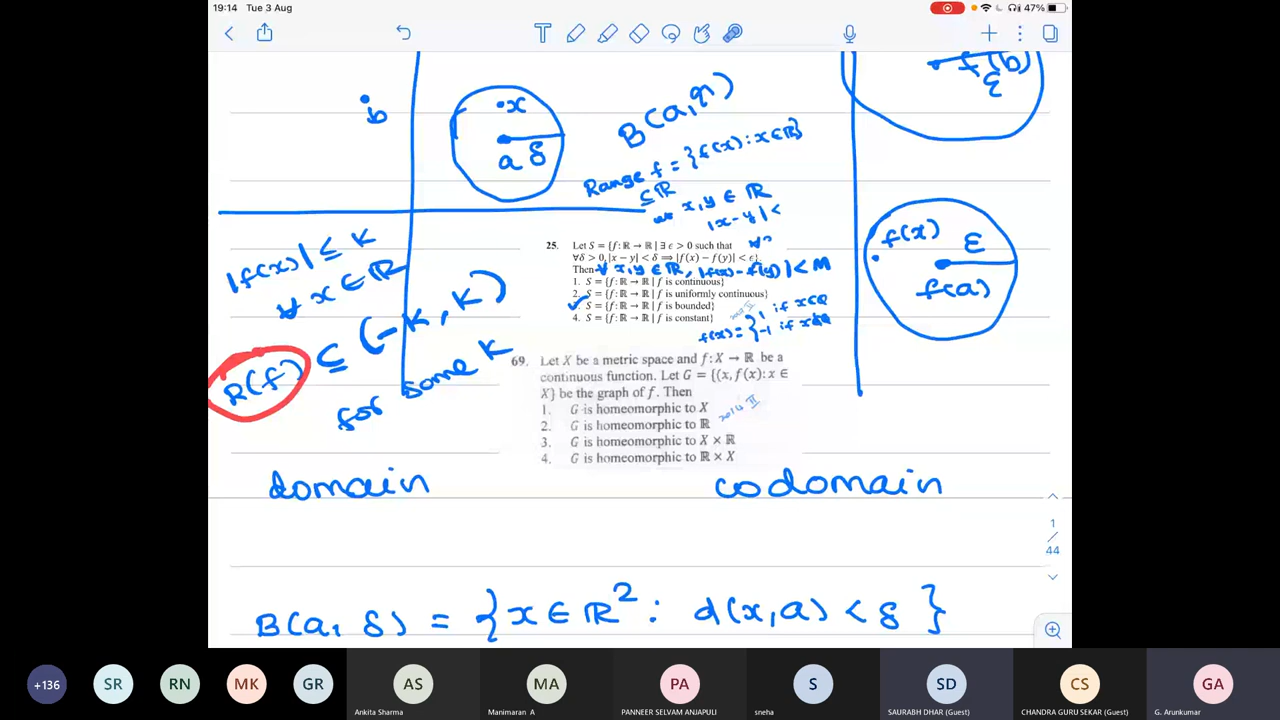 19:14 Tue 3 Aug
47%
b
x
a δ
B(a,r)
f(b)
ε
Range f = {f(x) : x ∈ ℝ}
⊆ ℝ
x, y ∈ ℝ
|x-y| <
|f(x)| ≤ K
∀ x ∈ ℝ
R(f) ⊆ (-K, K)
for some K
25. Let S = {f: ℝ → ℝ | ∃ ϵ > 0 such that
∀δ > 0, |x − y| < δ ⟹ |f(x) − f(y)| < ϵ}
Then ∀ x, y ∈ ℝ, |f(x) - f(y)| < M
1. S = {f: ℝ → ℝ | f is continuous}
2. S = {f: ℝ → ℝ | f is uniformly continuous}
3. S = {f: ℝ → ℝ | f is bounded}
4. S = {f: ℝ → ℝ | f is constant}
f(x) = { 1 if x∈Q
-1 if x∉Q
f(x) ε
f(a)
69. Let X be a metric space and f: X → ℝ be a
continuous function. Let G = {(x, f(x): x ∈
X} be the graph of f. Then
1. G is homeomorphic to X
2. G is homeomorphic to ℝ
3. G is homeomorphic to X × ℝ
4. G is homeomorphic to ℝ × X
2016 II
domain codomain
1
/
44
B(a, δ) = {x ∈ ℝ² : d(x,a) < δ}
+136 SR RN MK GR AS MA PA S SD CS GA
Ankita Sharma Manimaran A PANNEER SELVAM ANJAPULI sneha SAURABH DHAR (Guest) CHANDRA GURU SEKAR (Guest) G. Arunkumar